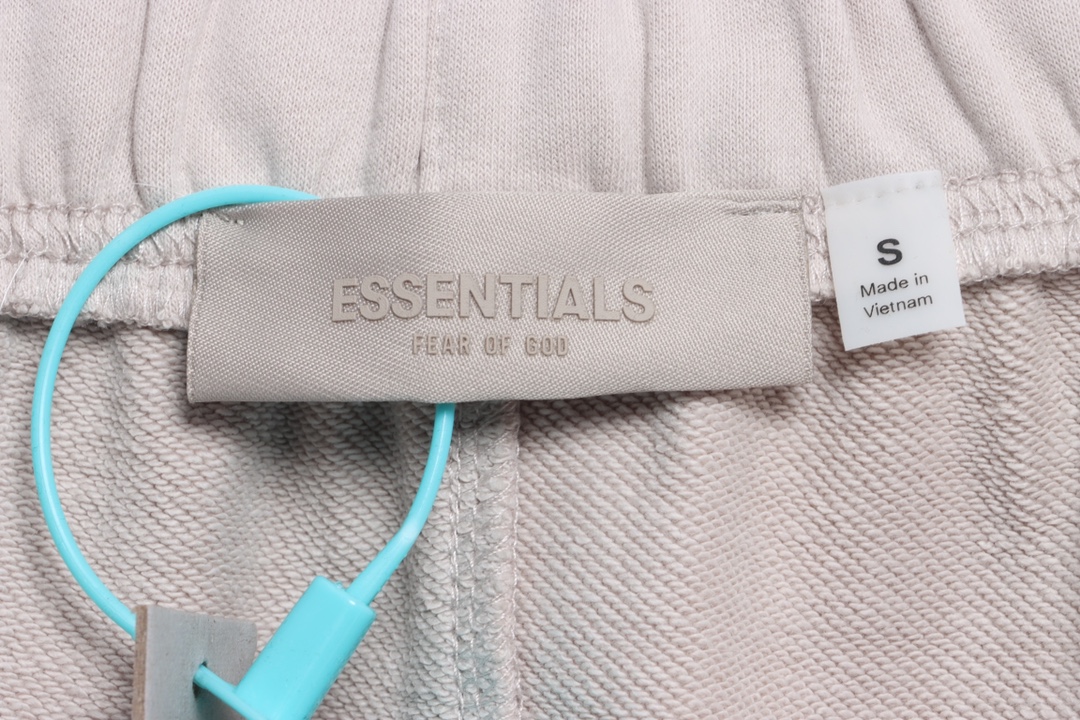 ESSENTIALS
FEAR OF GOD
S
Made in
Vietnam